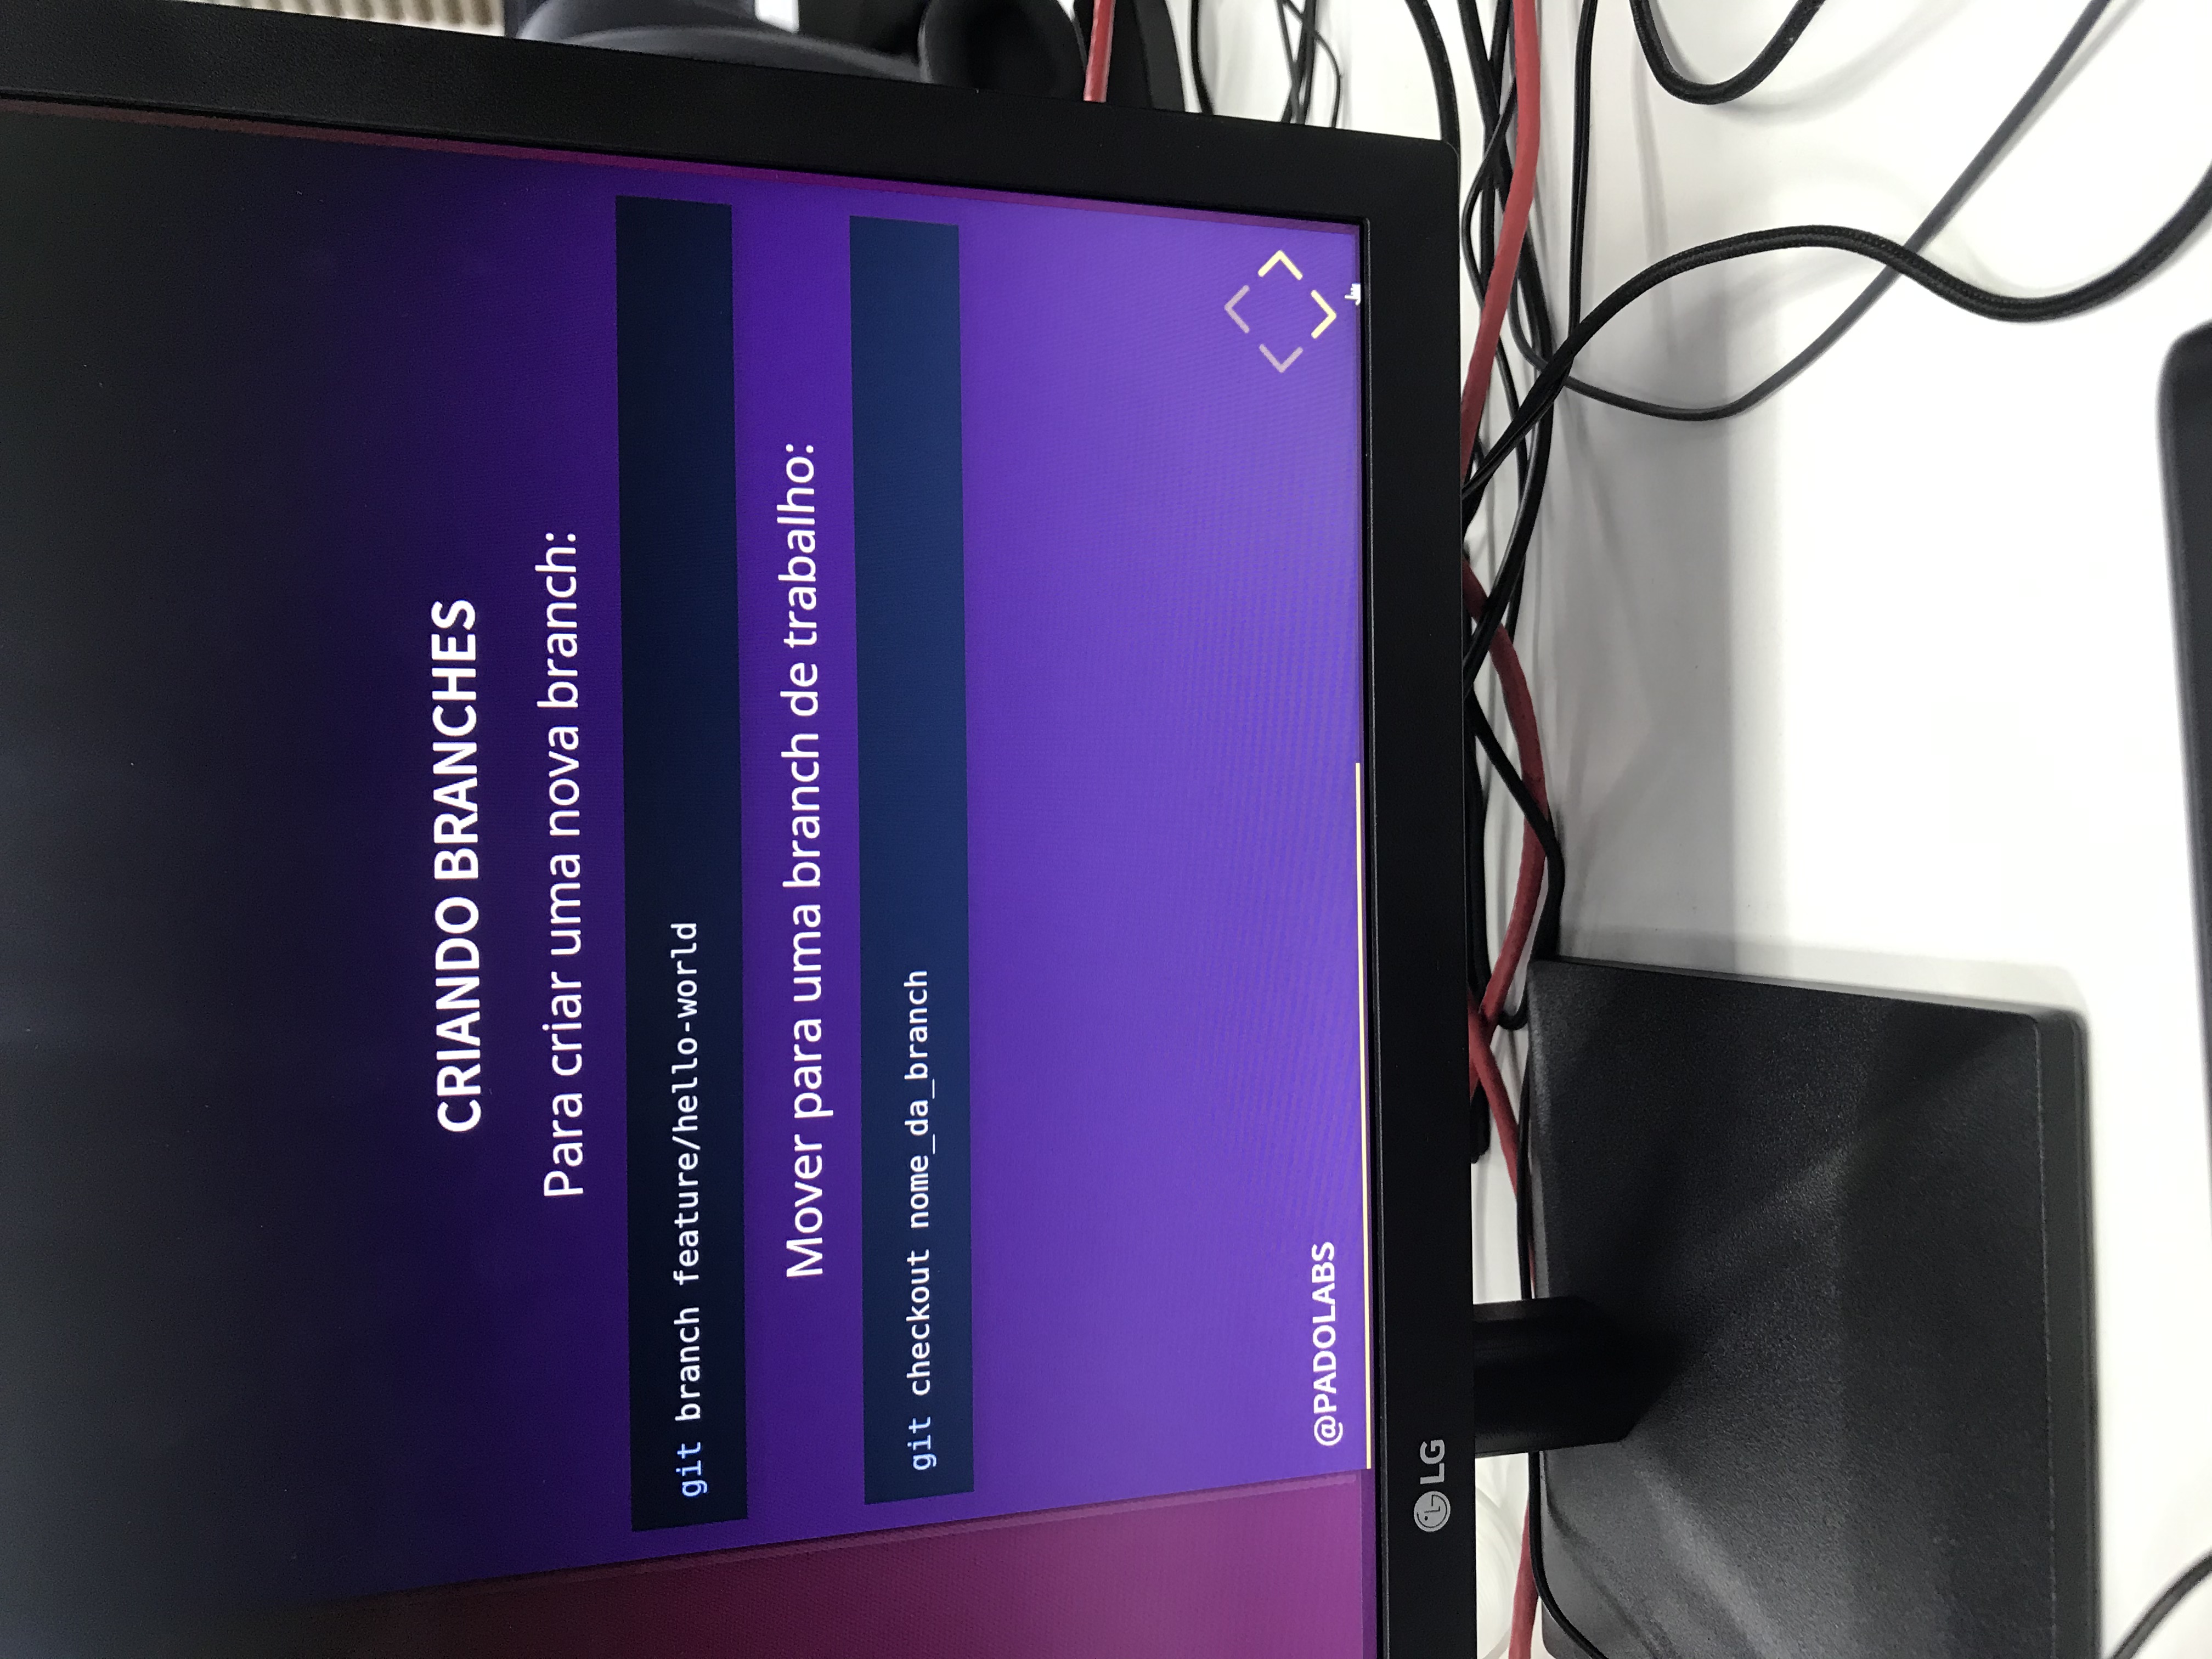 CRIANDO BRANCHES
Para criar uma nova branch:
git branch feature/hello-world
Mover para uma branch de trabalho:
git checkout nome_da_branch
@PADOLABS
LG